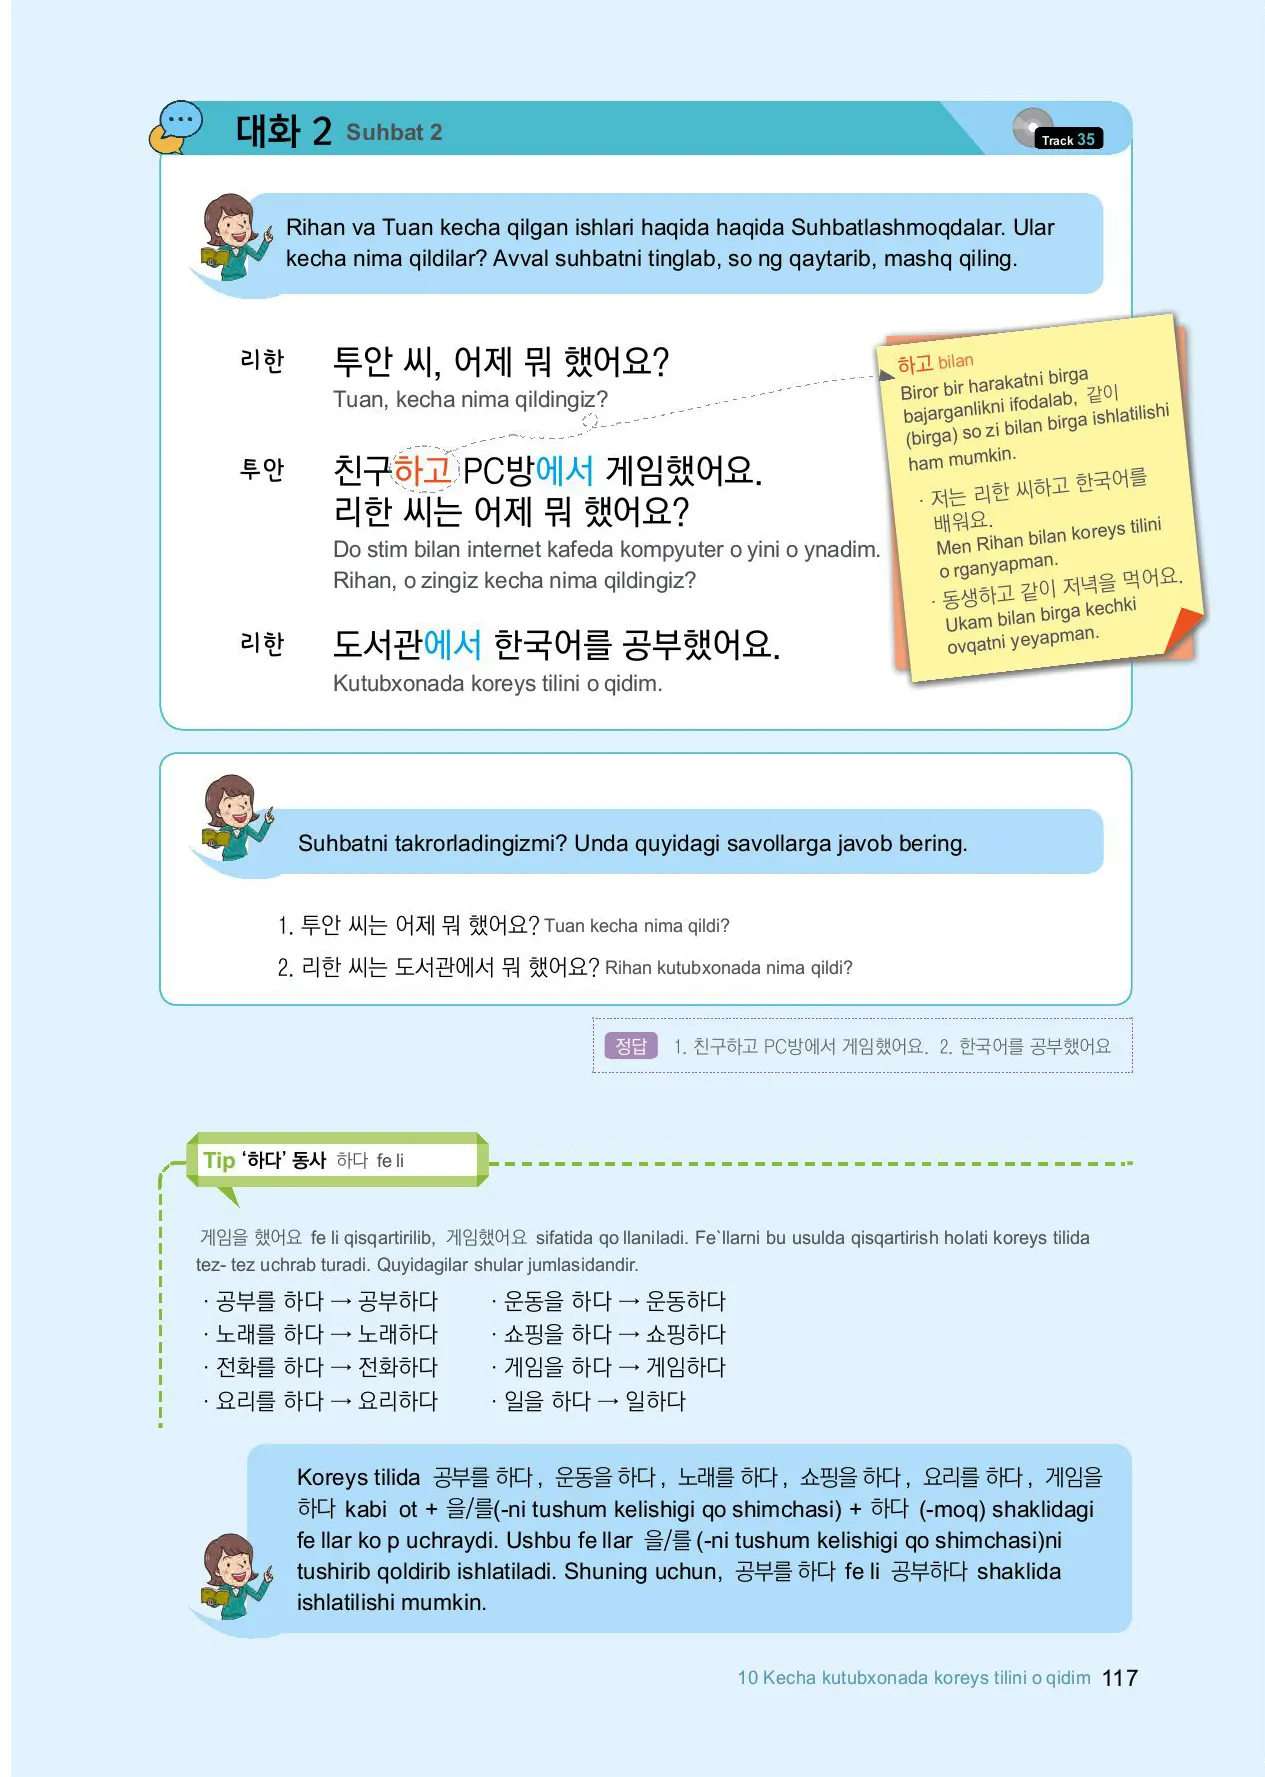 대화 2 Suhbat 2
Track 35
Rihan va Tuan kecha qilgan ishlari haqida haqida Suhbatlashmoqdalar. Ular
kecha nima qildilar? Avval suhbatni tinglab, so ng qaytarib, mashq qiling.
리한 투안 씨, 어제 뭐 했어요?
Tuan, kecha nima qildingiz?
투안 친구하고 PC방에서 게임했어요.
리한 씨는 어제 뭐 했어요?
Do stim bilan internet kafeda kompyuter o yini o ynadim.
Rihan, o zingiz kecha nima qildingiz?
리한 도서관에서 한국어를 공부했어요.
Kutubxonada koreys tilini o qidim.
하고 bilan
Biror bir harakatni birga
bajarganlikni ifodalab, 같이
(birga) so zi bilan birga ishlatilishi
ham mumkin.
· 저는 리한 씨하고 한국어를
배워요.
Men Rihan bilan koreys tilini
o rganyapman.
· 동생하고 같이 저녁을 먹어요.
Ukam bilan birga kechki
ovqatni yeyapman.
Suhbatni takrorladingizmi? Unda quyidagi savollarga javob bering.
1. 투안 씨는 어제 뭐 했어요? Tuan kecha nima qildi?
2. 리한 씨는 도서관에서 뭐 했어요? Rihan kutubxonada nima qildi?
정답 1. 친구하고 PC방에서 게임했어요. 2. 한국어를 공부했어요
Tip ‘하다’ 동사 하다 fe li
게임을 했어요 fe li qisqartirilib, 게임했어요 sifatida qo llaniladi. Fe`llarni bu usulda qisqartirish holati koreys tilida
tez- tez uchrab turadi. Quyidagilar shular jumlasidandir.
· 공부를 하다 → 공부하다 · 운동을 하다 → 운동하다
· 노래를 하다 → 노래하다 · 쇼핑을 하다 → 쇼핑하다
· 전화를 하다 → 전화하다 · 게임을 하다 → 게임하다
· 요리를 하다 → 요리하다 · 일을 하다 → 일하다
Koreys tilida 공부를 하다, 운동을 하다, 노래를 하다, 쇼핑을 하다, 요리를 하다, 게임을
하다 kabi ot + 을/를(-ni tushum kelishigi qo shimchasi) + 하다 (-moq) shaklidagi
fe llar ko p uchraydi. Ushbu fe llar 을/를 (-ni tushum kelishigi qo shimchasi)ni
tushirib qoldirib ishlatiladi. Shuning uchun, 공부를 하다 fe li 공부하다 shaklida
ishlatilishi mumkin.
10 Kecha kutubxonada koreys tilini o qidim 117